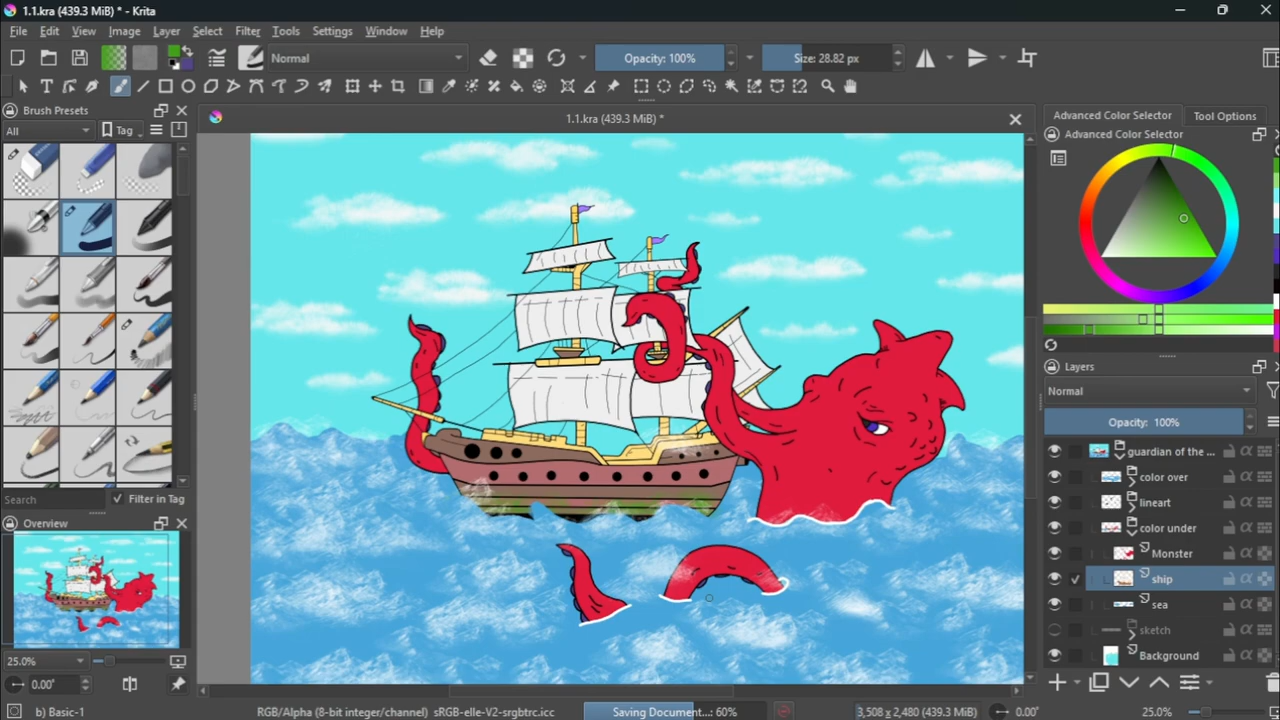 1.1.kra (439.3 MiB) * - Krita
File Edit View Image Layer Select Filter Tools Settings Window Help
Normal Opacity: 100% Size: 28.82 px
Brush Presets
All Tag
Search Filter in Tag
Overview
25.0%
0.00°
1.1.kra (439.3 MiB) *
Advanced Color Selector Tool Options
Advanced Color Selector
Layers
Normal
Opacity: 100%
guardian of the ...
color over
lineart
color under
Monster
ship
sea
sketch
Background
b) Basic-1 RGB/Alpha (8-bit integer/channel) sRGB-elle-V2-srgbtrc.icc Saving Document...: 60% 3,508 x 2,480 (439.3 MiB) 0.00° 25.0%